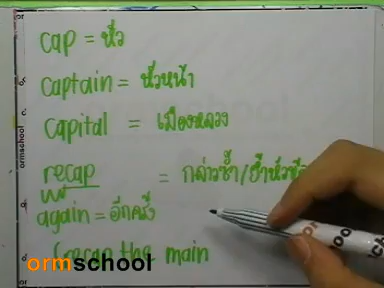 cap = หัว
captain = หัวหน้า
capital = เมืองหลวง
recap = กล่าวซ้ำ/ย้ำหัวข้อ
again = อีกครั้ง
(recap the main
ormschool
ormschool